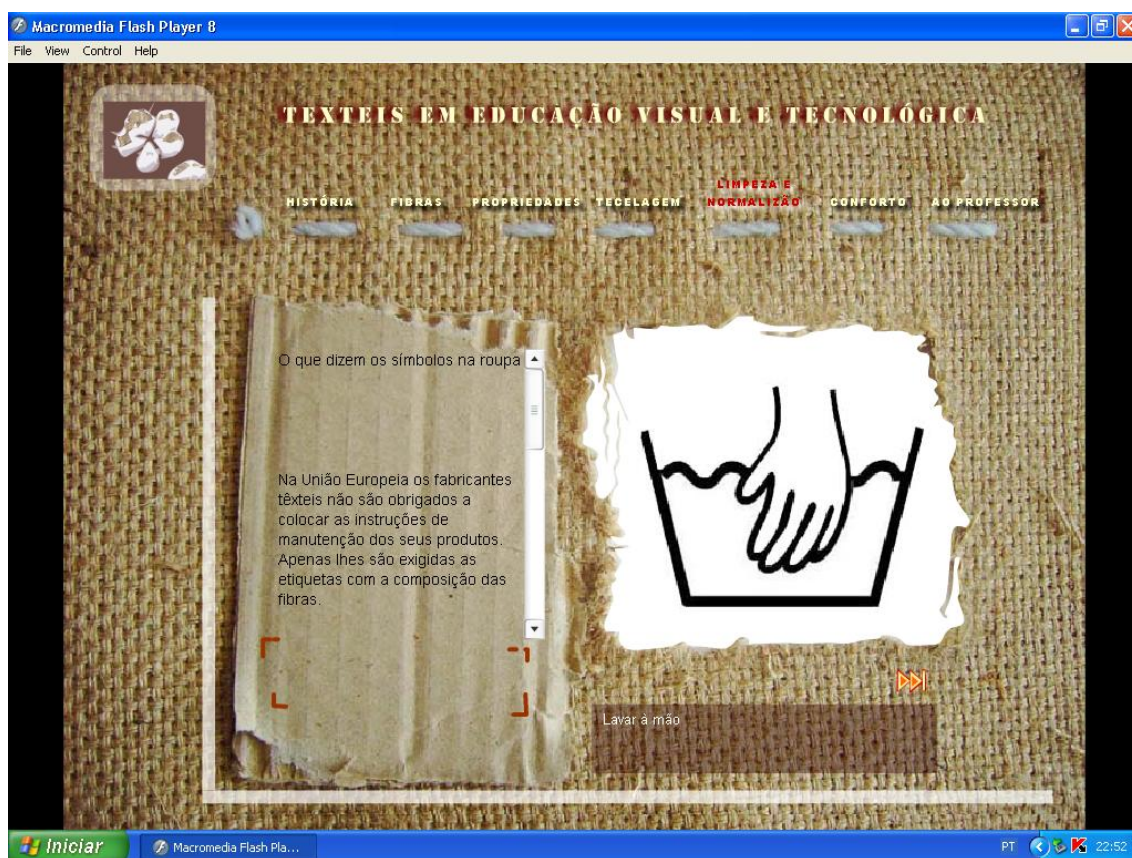 Macromedia Flash Player 8
File View Control Help
TEXTEIS EM EDUCAÇÃO VISUAL E TECNOLÓGICA
HISTÓRIA FIBRAS PROPRIEDADES TECELAGEM LIMPEZA E
NORMALIZÃO CONFORTO AO PROFESSOR
O que dizem os símbolos na roupa
Na União Europeia os fabricantes
têxteis não são obrigados a
colocar as instruções de
manutenção dos seus produtos.
Apenas lhes são exigidas as
etiquetas com a composição das
fibras.
Lavar à mão
Iniciar
Macromedia Flash Pla...
PT
22:52